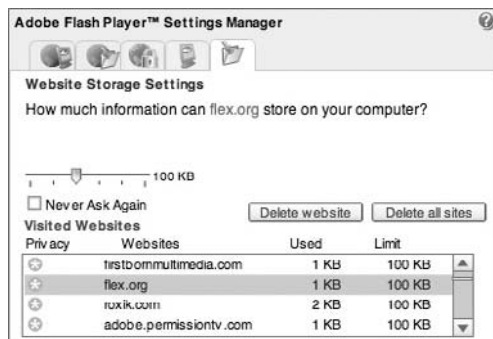 Adobe Flash Player™ Settings Manager
?
Website Storage Settings
How much information can flex.org store on your computer?
100 KB
Never Ask Again
Delete website Delete all sites
Visited Websites
Privacy Websites Used Limit
firstbornmultimedia.com 1 KB 100 KB
flex.org 1 KB 100 KB
roxik.com 2 KB 100 KB
adobe.permissiontv.com 1 KB 100 KB